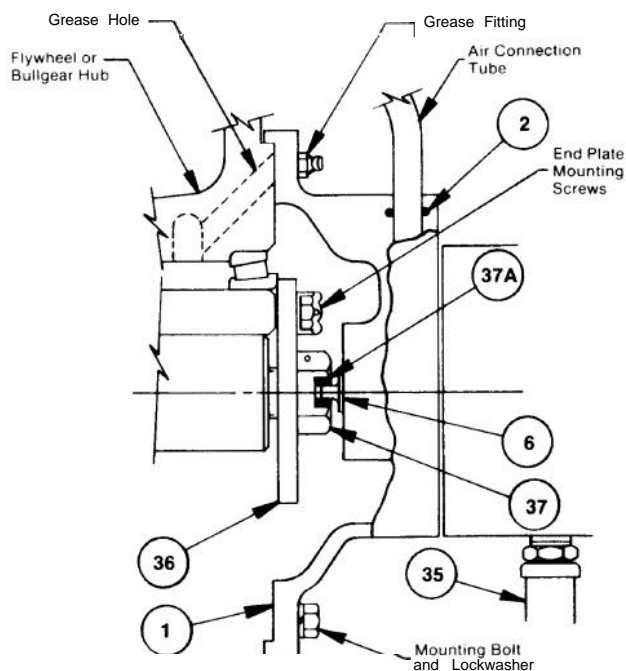 Grease Hole
Grease Fitting
Flywheel or
Bullgear Hub
Air Connection
Tube
2
End Plate
Mounting
Screws
37A
6
37
36
35
1
Mounting Bolt
and Lockwasher